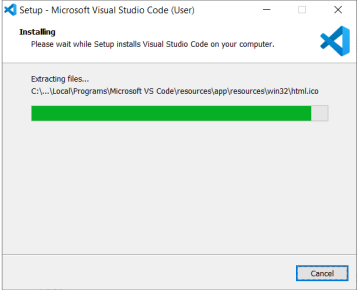 Setup - Microsoft Visual Studio Code (User)
Installing
Please wait while Setup installs Visual Studio Code on your computer.
Extracting files...
C:\...\Local\Programs\Microsoft VS Code\resources\app\resources\win32\html.ico
Cancel